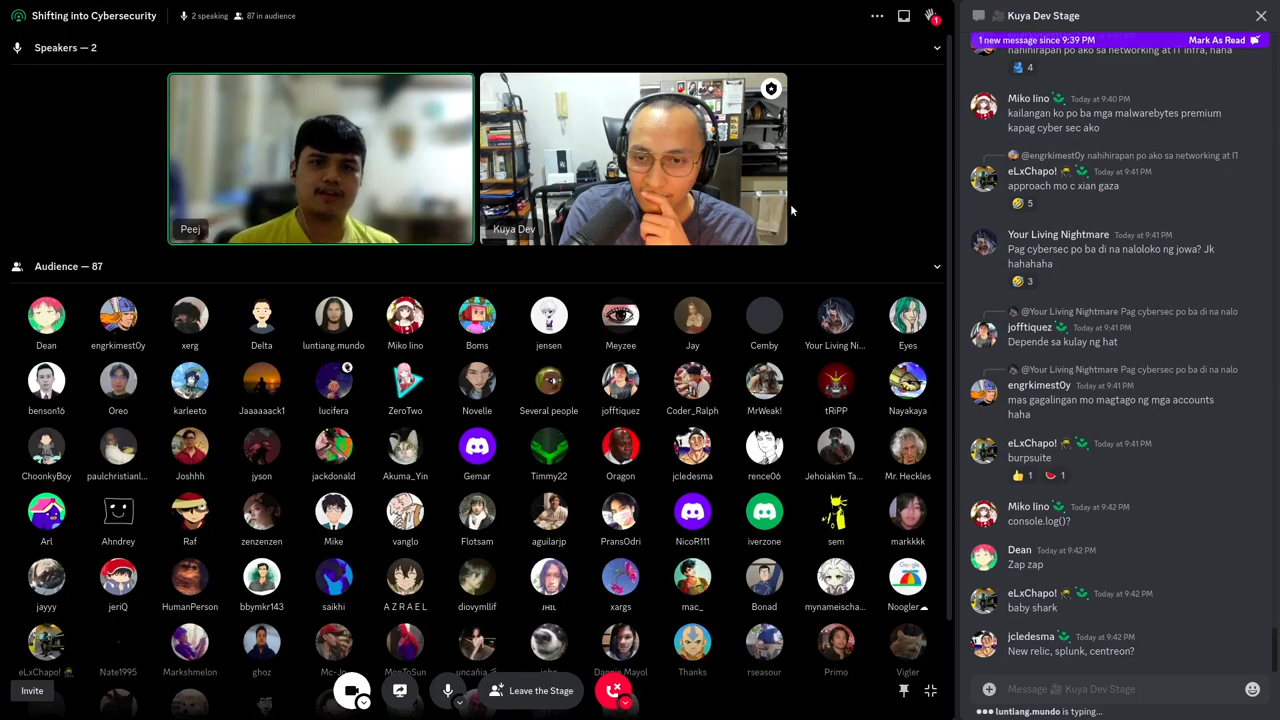 Shifting into Cybersecurity
2 speaking 87 in audience
1
Speakers — 2
Peej
Kuya Dev
Audience — 87
Dean engrkimest0y xerg Delta luntiang.mundo Miko Iino Boms jensen Meyzee Jay Cemby Your Living Ni... Eyes
benson16 Oreo karleeto Jaaaaaack1 lucifera ZeroTwo Novelle Several people jofftiquez Coder_Ralph MrWeak! tRiPP Nayakaya
ChoonkyBoy paulchristianl... Joshhh jyson jackdonald Akuma_Yin Gemar Timmy22 Oragon jcledesma rence06 Jehoiakim Ta... Mr. Heckles
Arl Ahndrey Raf zenzenzen Mike vanglo Flotsam aguilarjp PransOdri NicoR111 iverzone sem markkkk
Google
jayyy jeriQ HumanPerson bbymkr143 saikhi A Z R A E L diovymllif JHIL xargs mac_ Bonad mynameischa... Noogler
eLxChapo! Nate1995 Markshmelon ghoz Mc-Jo MonToSun uncañia john Dannie Mayol Thanks rseasour Primo Vigler
Invite
Leave the Stage
Kuya Dev Stage
1 new message since 9:39 PM Mark As Read
nahihirapan po ako sa networking at IT infra, haha
4
Miko Iino Today at 9:40 PM
kailangan ko po ba mga malwarebytes premium
kapag cyber sec ako
@engrkimest0y nahihirapan po ako sa networking at IT
eLxChapo! Today at 9:41 PM
approach mo c xian gaza
5
Your Living Nightmare Today at 9:41 PM
Pag cybersec po ba di na naloloko ng jowa? Jk
hahahaha
3
@Your Living Nightmare Pag cybersec po ba di na nalo
jofftiquez Today at 9:41 PM
Depende sa kulay ng hat
@Your Living Nightmare Pag cybersec po ba di na nalo
engrkimest0y Today at 9:41 PM
mas gagalingan mo magtago ng mga accounts
haha
eLxChapo! Today at 9:41 PM
burpsuite
1 1
Miko Iino Today at 9:42 PM
console.log()?
Dean Today at 9:42 PM
Zap zap
eLxChapo! Today at 9:42 PM
baby shark
jcledesma Today at 9:42 PM
New relic, splunk, centreon?
Message Kuya Dev Stage
luntiang.mundo is typing...